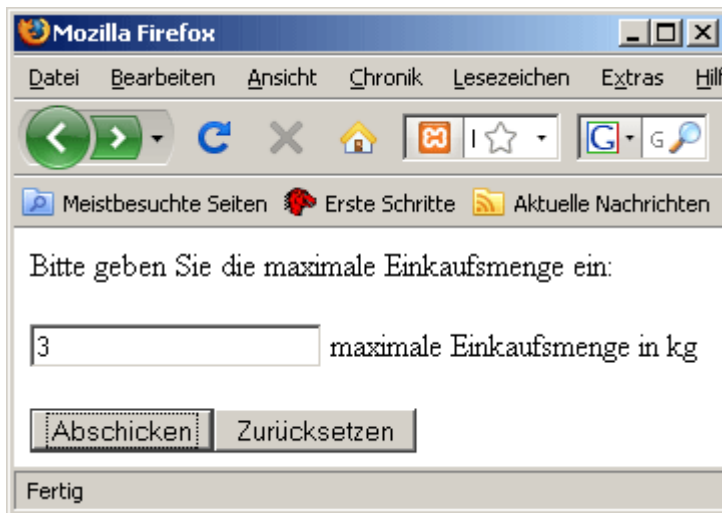 Mozilla Firefox
Datei Bearbeiten Ansicht Chronik Lesezeichen Extras Hilf
G G
Meistbesuchte Seiten Erste Schritte Aktuelle Nachrichten
Bitte geben Sie die maximale Einkaufsmenge ein:
3 maximale Einkaufsmenge in kg
Abschicken Zurücksetzen
Fertig